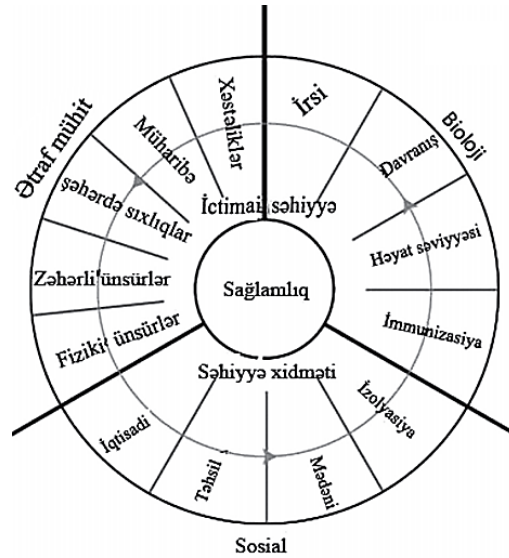 Ətraf mühit
Bioloji
Sosial
Xəstəliklər
İrsi
Müharibə
Davranış
şəhərdə sıxlıqlar
İctimai səhiyyə
Həyat səviyyəsi
Zəhərli ünsürlər
Sağlamlıq
İmmunizasiya
Fiziki ünsürlər
Səhiyyə xidməti
İzolyasiya
İqtisadi
Təhsil
Mədəni